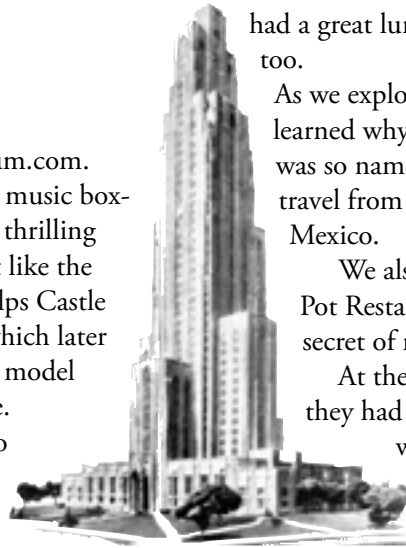 um.com.
music box-
thrilling
like the
lps Castle
hich later
model
e.
o
had a great lun
too.
As we explo
learned why
was so nam
travel from
Mexico.
We als
Pot Resta
secret of r
At the
they had
w